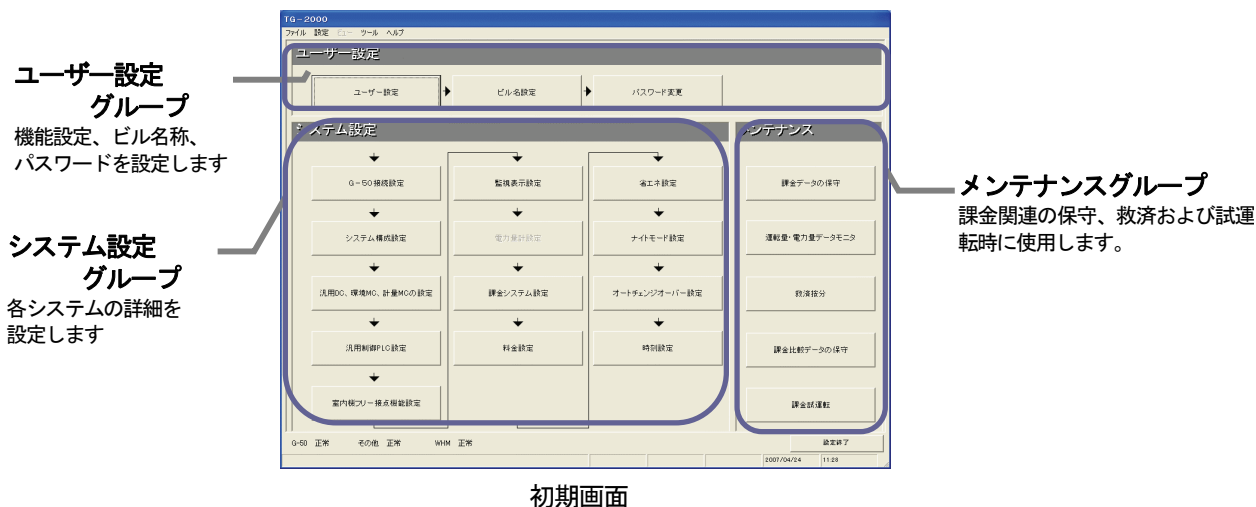 TG-2000
ファイル 設定 ビュー ツール ヘルプ
ユーザー設定
ユーザー設定 ビル名設定 パスワード変更
ユーザー設定
グループ
機能設定、ビル名称、
パスワードを設定します
システム設定
メンテナンス
G-50接続設定 監視表示設定 省エネ設定 課金データの保守
システム構成設定 電力量計設定 ナイトモード設定 運転量・電力量データモニタ
汎用DC、環境MC、計量MCの設定 課金システム設定 オートチェンジオーバー設定 救済按分
汎用制御PLC設定 料金設定 時刻設定 課金比較データの保守
室内機フリー接点機能設定 課金試運転
システム設定
グループ
各システムの詳細を
設定します
メンテナンスグループ
課金関連の保守、救済および試運
転時に使用します。
G-50 正常 その他 正常 WHM 正常 設定終了
2007/04/24 11:28
初期画面